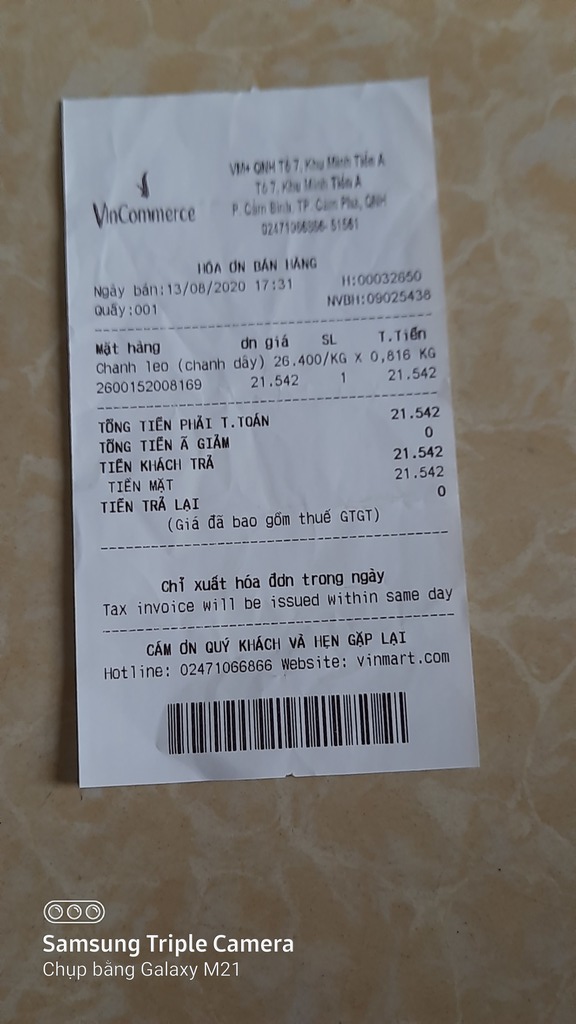 VinCommerce
VM+ QNH Tổ 7, Khu Minh Tiến A
Tổ 7, Khu Minh Tiến A
P. Cẩm Bình, TP. Cẩm Phả, QNH
02471066866-51561
HÓA ƠN BÁN HÀNG
Ngày bán:13/08/2020 17:31 H:00032650
Quầy:001 NVBH:09025436
Mặt hàng ơn giá SL T.Tiền
Chanh leo (chanh dây) 26.400/KG X 0,816 KG
2600152008169 21.542 1 21.542
TỔNG TIỀN PHẢI T.TOÁN 21.542
TỔNG TIỀN Ã GIẢM 0
TIỀN KHÁCH TRẢ 21.542
TIỀN MẶT 21.542
TIỀN TRẢ LẠI 0
(Giá đã bao gồm thuế GTGT)
Chỉ xuất hóa đơn trong ngày
Tax invoice will be issued within same day
CÁM ƠN QUÝ KHÁCH VÀ HẸN GẶP LẠI
Hotline: 02471066866 Website: vinmart.com
Samsung Triple Camera
Chụp bằng Galaxy M21